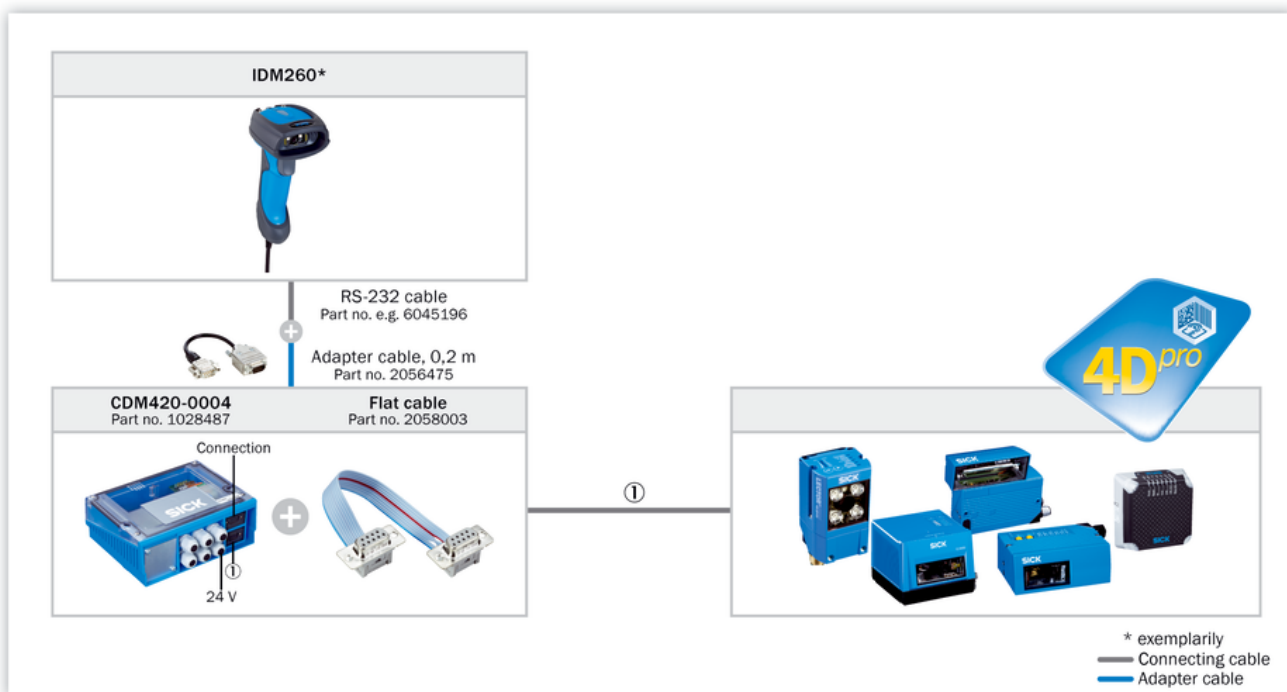 IDM260*
RS-232 cable
Part no. e.g. 6045196
Adapter cable, 0,2 m
Part no. 2056475
CDM420-0004
Part no. 1028487
Flat cable
Part no. 2058003
Connection
SICK
①
24 V
①
4Dpro
SICK
SICK
SICK
SICK
SICK
* exemplarily
Connecting cable
Adapter cable